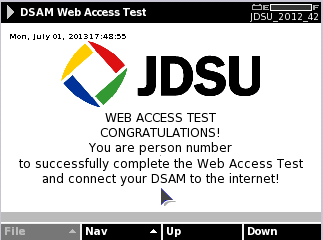 DSAM Web Access Test
E F
JDSU_2012_42
Mon, July 01, 201317:48:55
JDSU
WEB ACCESS TEST
CONGRATULATIONS!
You are person number
to successfully complete the Web Access Test
and connect your DSAM to the internet!
File Nav Up Down